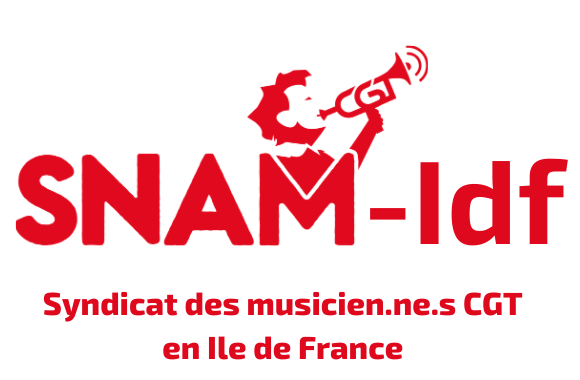 CGT
SNAM-Idf
Syndicat des musicien.ne.s CGT
en Ile de France